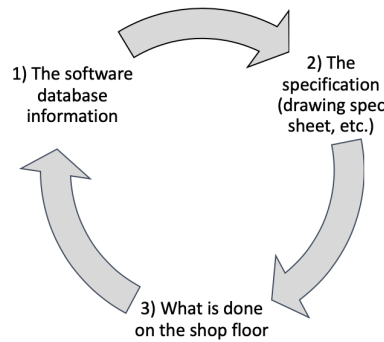 1) The software
database
information
2) The
specification
(drawing spec
sheet, etc.)
3) What is done
on the shop floor